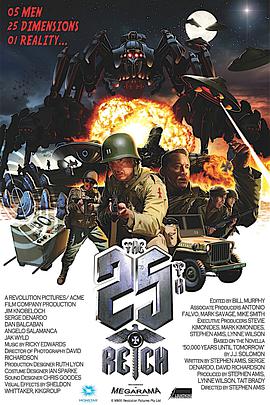 05 MEN
25 DIMENSIONS
01 REALITY...
THE
25TH
REICH
A REVOLUTION PICTURES / ACME
FILM COMPANY PRODUCTION
JIM KNOBELOCH
SERGE DENARDO
DAN BALCABAN
ANGELO SALAMANCA
JAK WYLD
MUSIC BY RICKY EDWARDS
DIRECTOR OF PHOTOGRAPHY DAVID
RICHARDSON
PRODUCTION DESIGNER RUTH LYON
COSTUME DESIGNER IAN SPARKE
SOUND DESIGNER CHRIS GOODES
VISUAL EFFECTS BY SHELDON
WHITTAKER, KKGROUP
EDITED BY BILL MURPHY
ASSOCIATE PRODUCERS ANTONIO
FALVO, MARK SAVAGE, MIKE SMITH
EXECUTIVE PRODUCERS STEVE
KIMONIDES, MARK KIMONIDES,
STEPHEN AMIS, LYNNE WILSON
BASED ON THE NOVELLA
"50,000 YEARS UNTIL TOMORROW"
BY J.J. SOLOMON
WRITTEN BY STEPHEN AMIS, SERGE
DENARDO, DAVID RICHARDSON
PRODUCED BY STEPHEN AMIS,
LYNNE WILSON, TAIT BRADY
DIRECTED BY STEPHEN AMIS
MEGARAMA